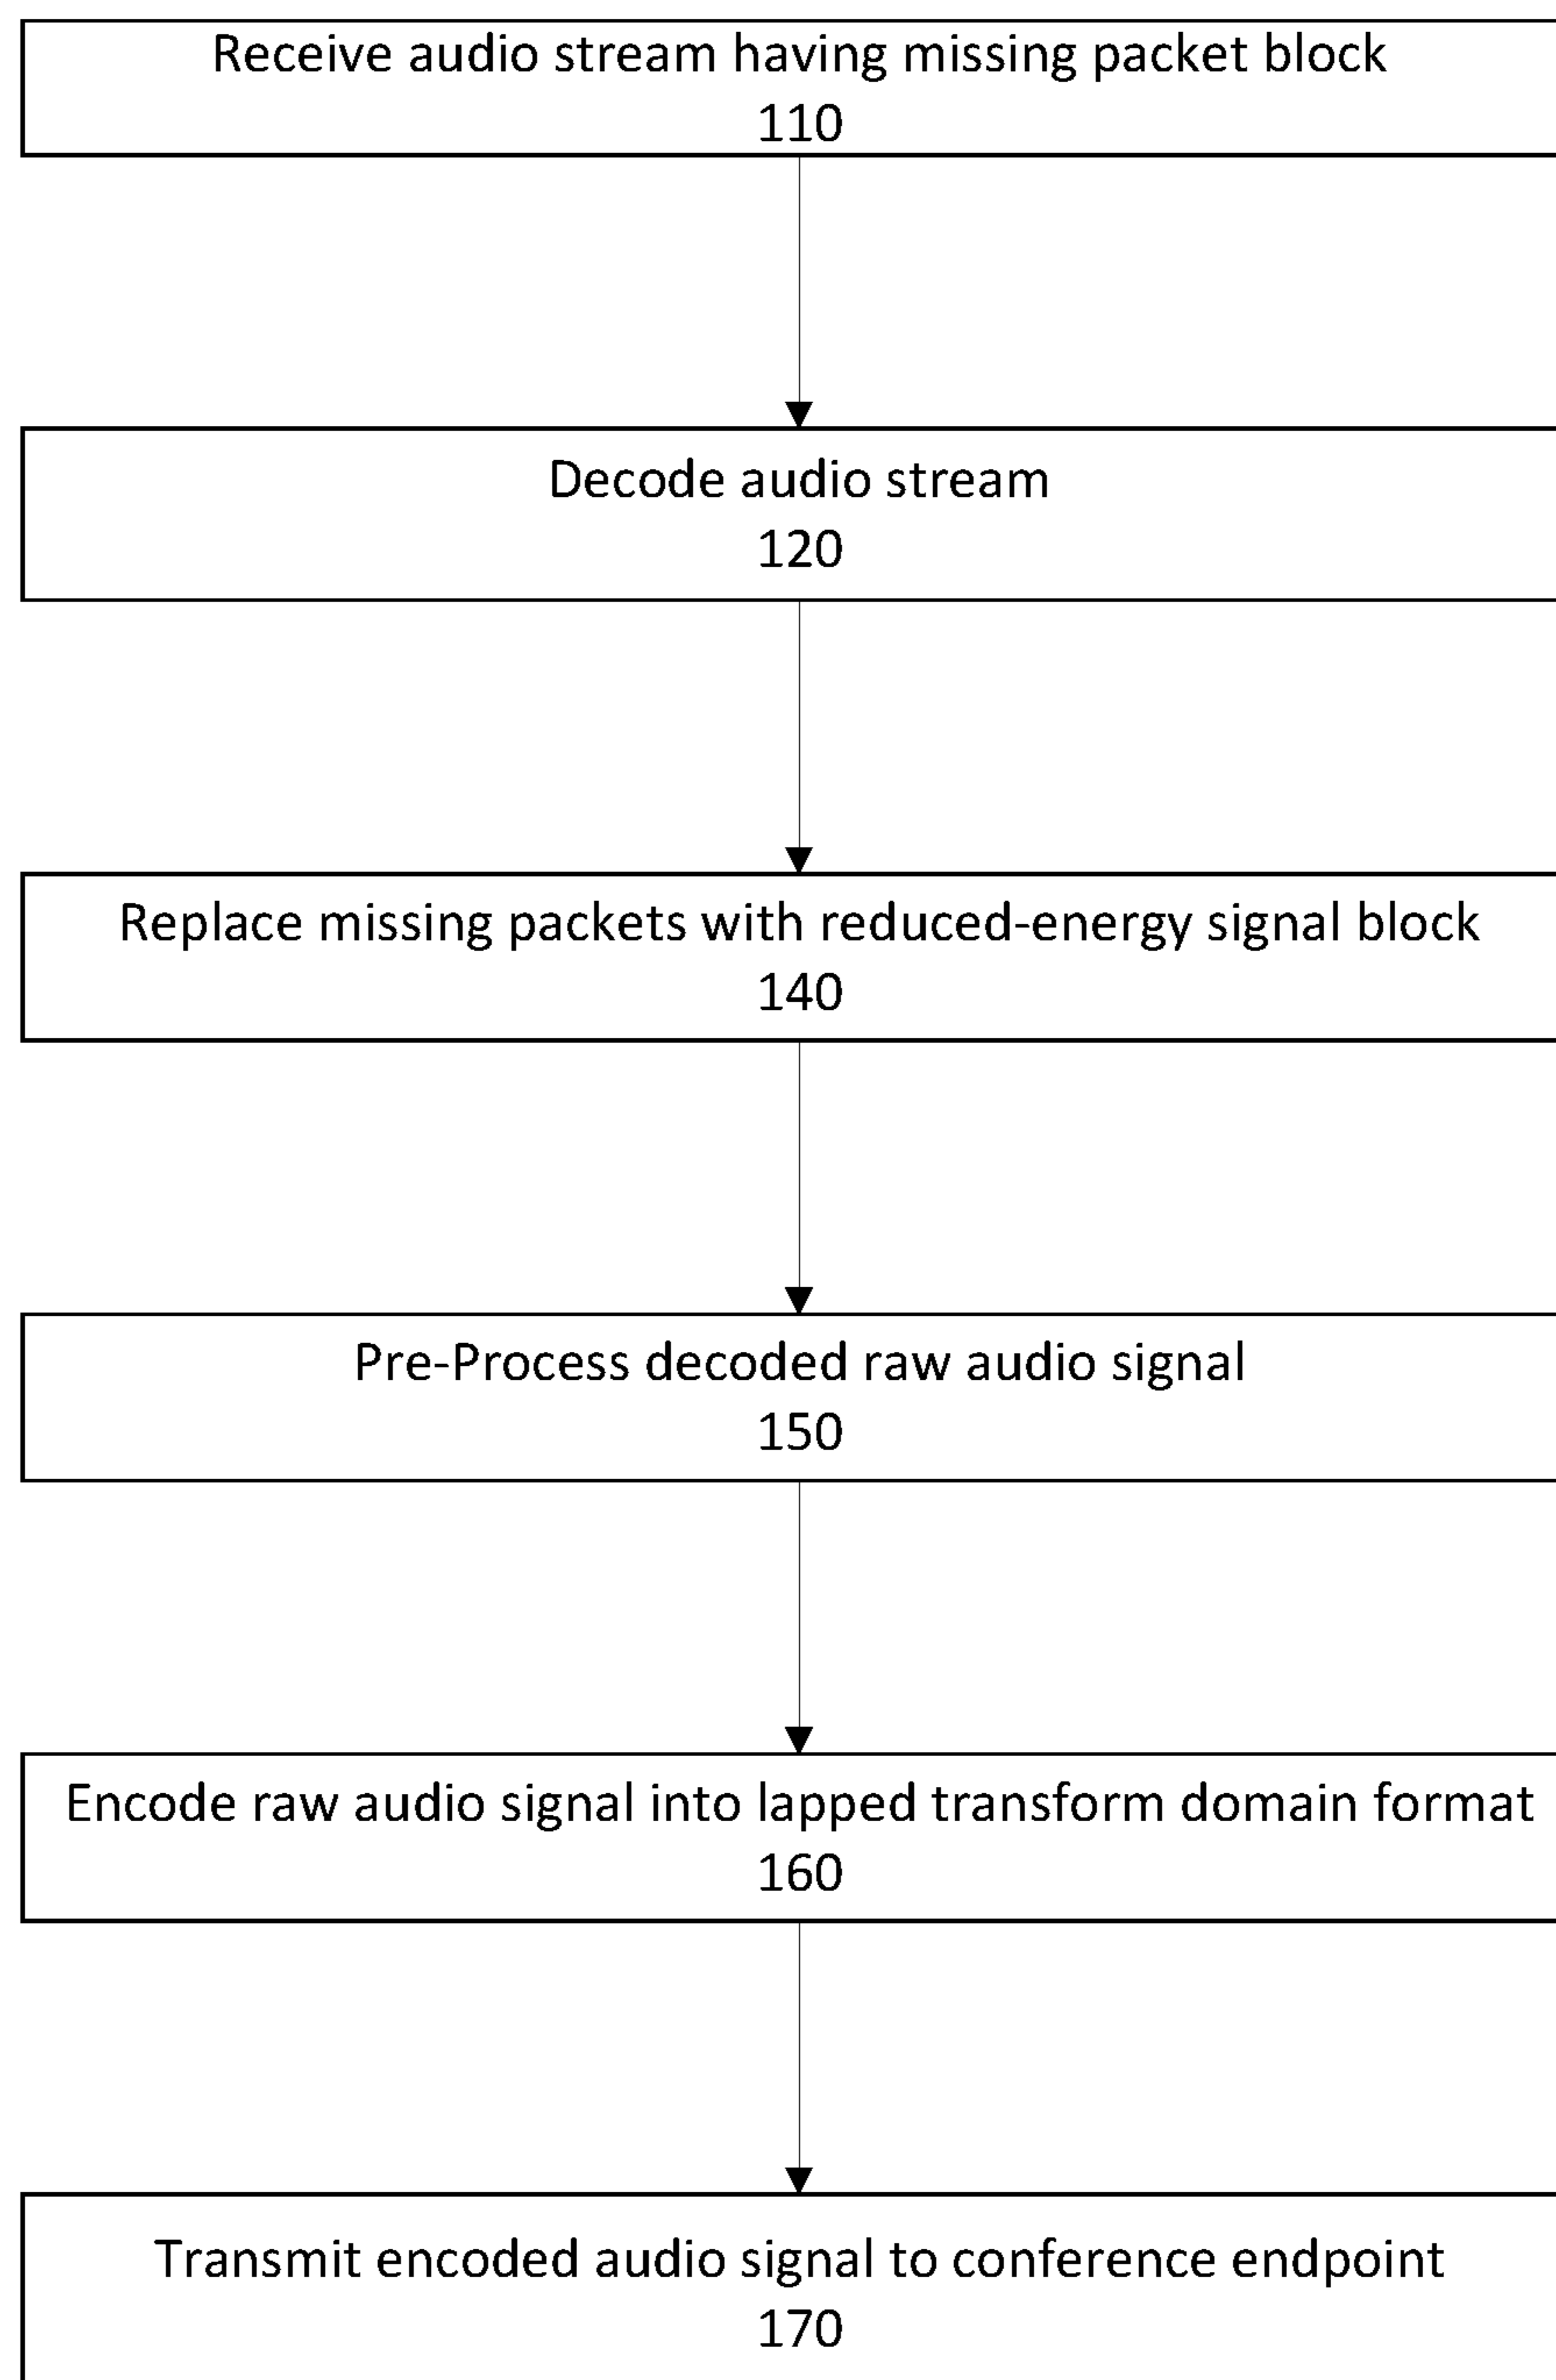 Receive audio stream having missing packet block
110
Decode audio stream
120
Replace missing packets with reduced-energy signal block
140
Pre-Process decoded raw audio signal
150
Encode raw audio signal into lapped transform domain format
160
Transmit encoded audio signal to conference endpoint
170